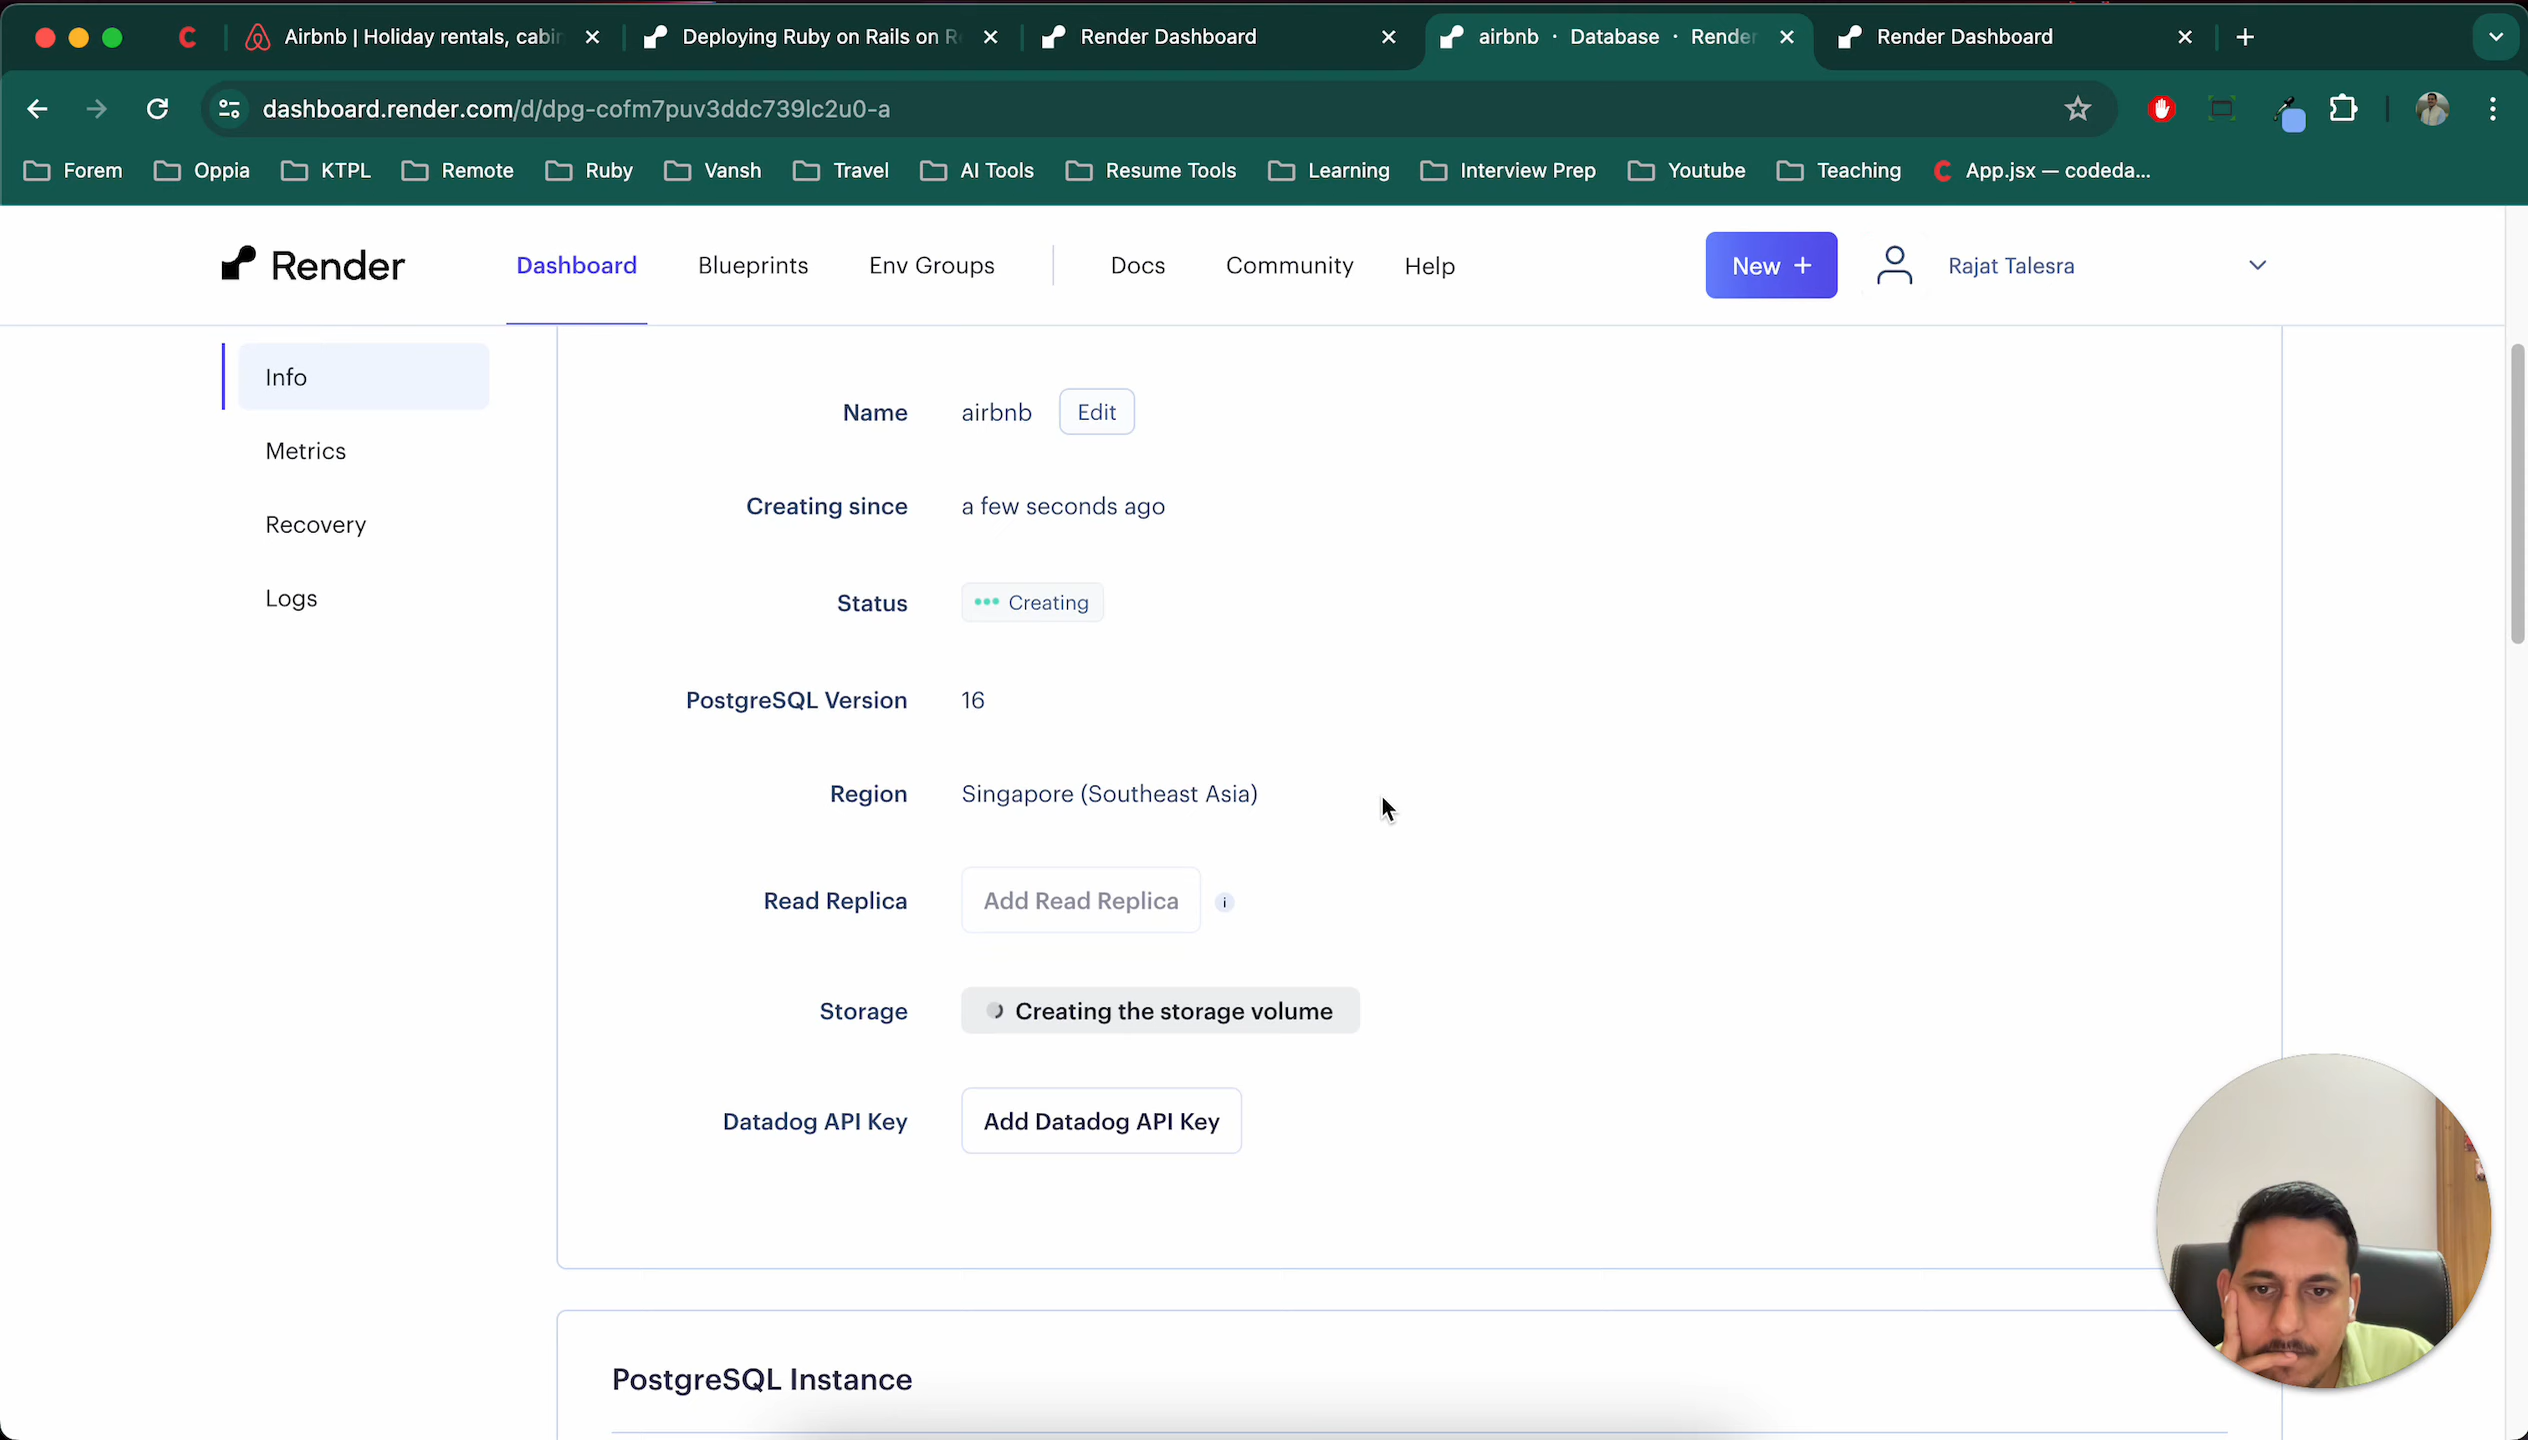 Airbnb | Holiday rentals, cabin
Deploying Ruby on Rails on R
Render Dashboard
airbnb · Database · Render
Render Dashboard
dashboard.render.com/d/dpg-cofm7puv3ddc739lc2u0-a
Forem Oppia KTPL Remote Ruby Vansh Travel AI Tools Resume Tools Learning Interview Prep Youtube Teaching App.jsx — codeda...
Render Dashboard Blueprints Env Groups Docs Community Help New + Rajat Talesra
Info
Metrics
Recovery
Logs
Name airbnb Edit
Creating since a few seconds ago
Status Creating
PostgreSQL Version 16
Region Singapore (Southeast Asia)
Read Replica Add Read Replica i
Storage Creating the storage volume
Datadog API Key Add Datadog API Key
PostgreSQL Instance